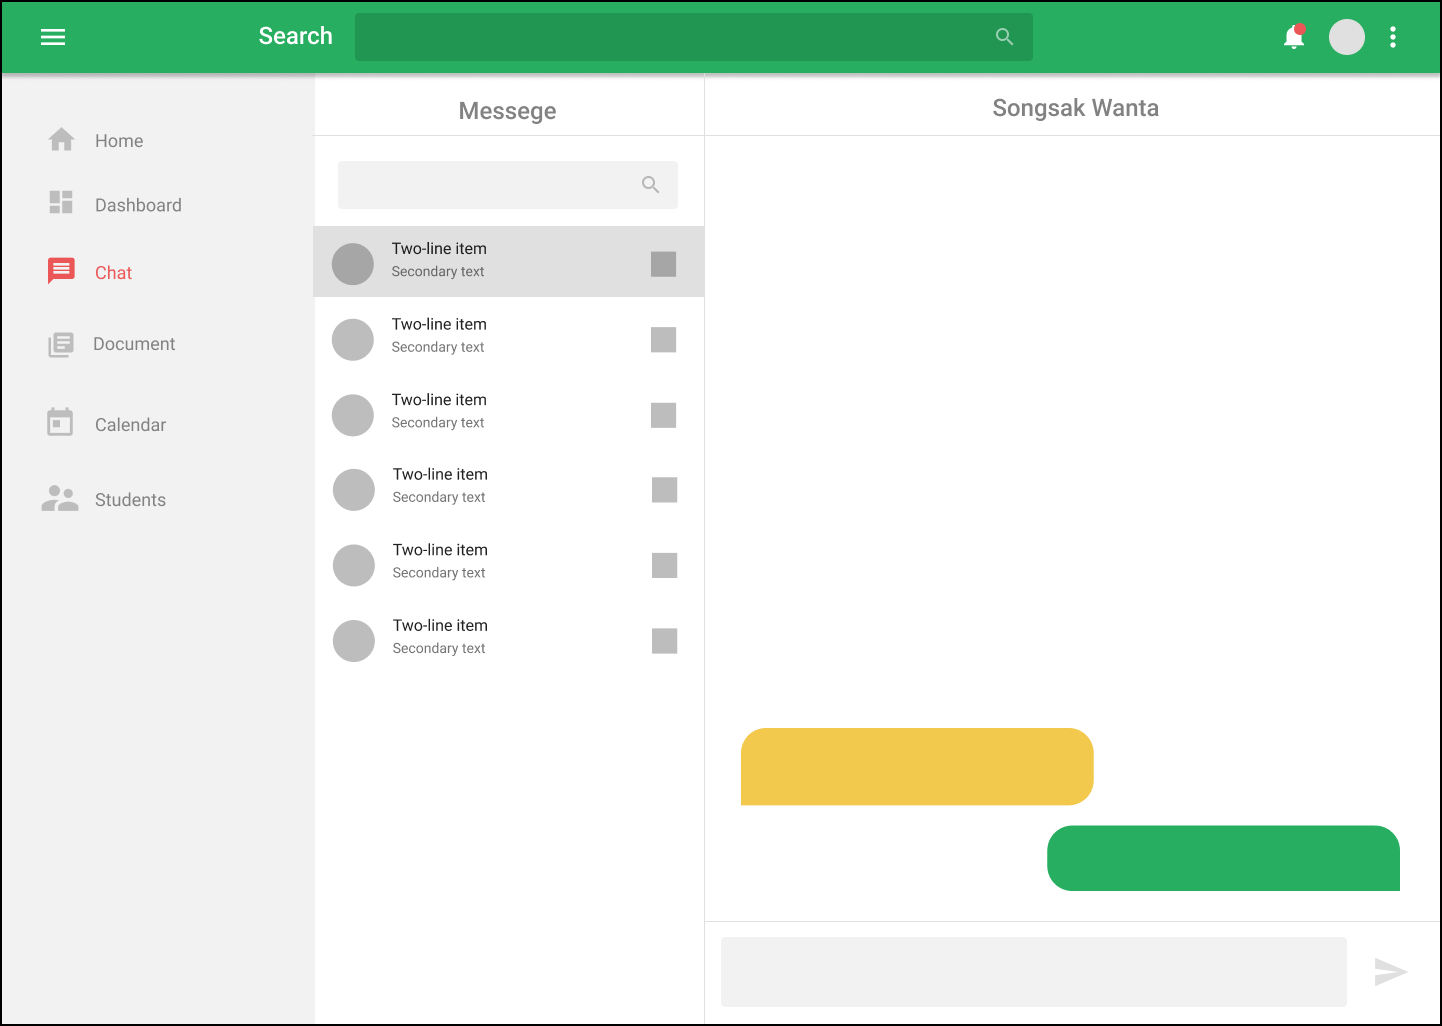 Search
Home
Dashboard
Chat
Document
Calendar
Students
Messege
Two-line item
Secondary text
Two-line item
Secondary text
Two-line item
Secondary text
Two-line item
Secondary text
Two-line item
Secondary text
Two-line item
Secondary text
Songsak Wanta